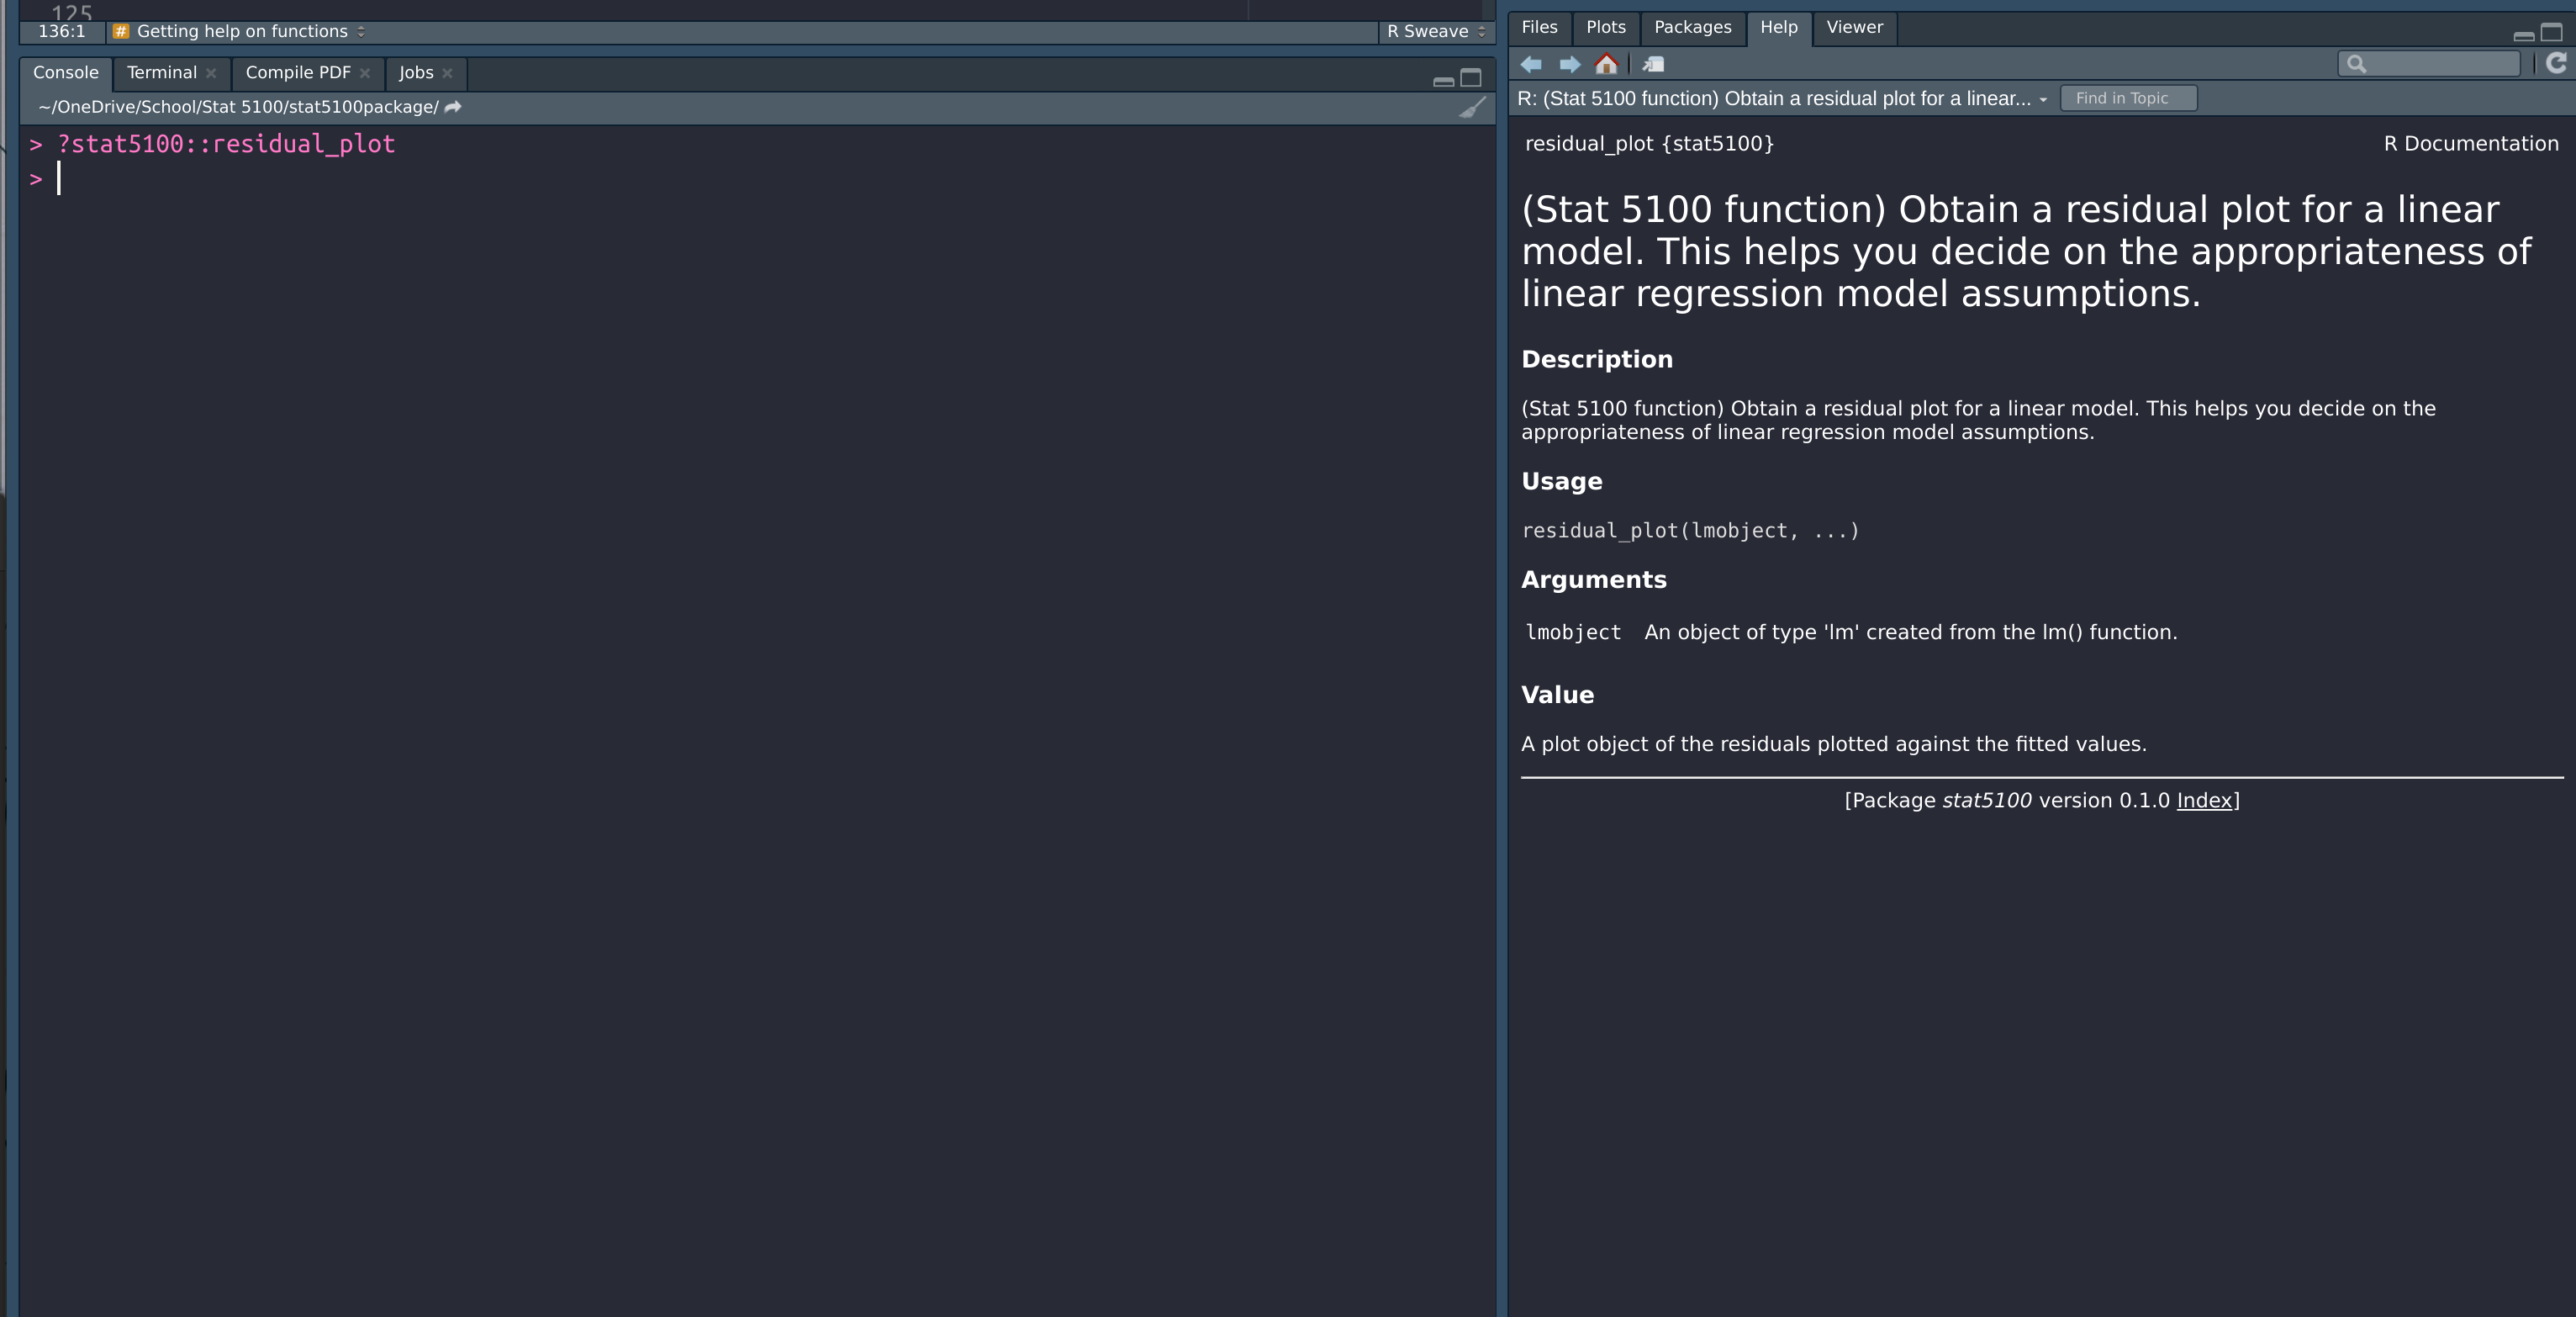 125
136:1 # Getting help on functions R Sweave
Console Terminal Compile PDF Jobs
~/OneDrive/School/Stat 5100/stat5100package/
> ?stat5100::residual_plot
>
Files Plots Packages Help Viewer
R: (Stat 5100 function) Obtain a residual plot for a linear... Find in Topic
residual_plot {stat5100} R Documentation
(Stat 5100 function) Obtain a residual plot for a linear
model. This helps you decide on the appropriateness of
linear regression model assumptions.
Description
(Stat 5100 function) Obtain a residual plot for a linear model. This helps you decide on the
appropriateness of linear regression model assumptions.
Usage
residual_plot(lmobject, ...)
Arguments
lmobject An object of type 'lm' created from the lm() function.
Value
A plot object of the residuals plotted against the fitted values.
[Package stat5100 version 0.1.0 Index]